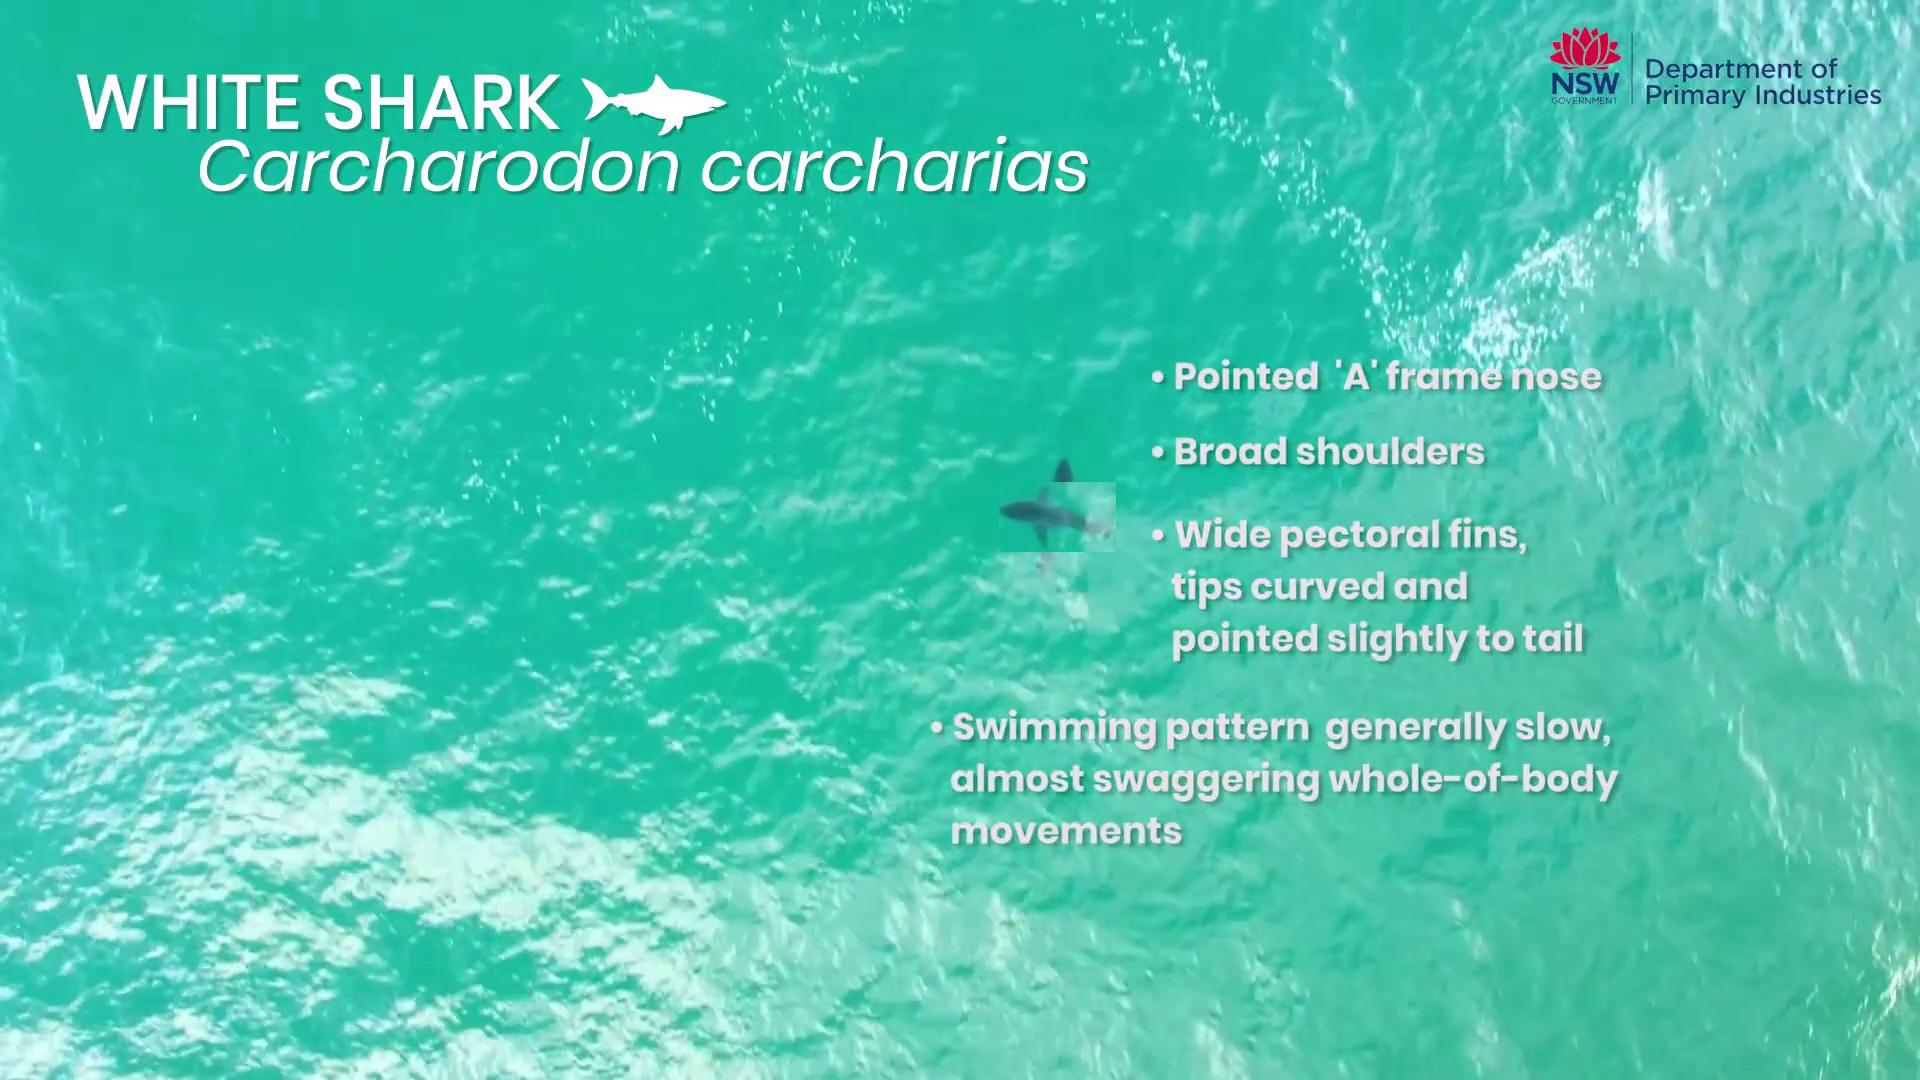 WHITE SHARK
Carcharodon carcharias
NSW
GOVERNMENT
Department of
Primary Industries
• Pointed 'A' frame nose
• Broad shoulders
• Wide pectoral fins,
tips curved and
pointed slightly to tail
• Swimming pattern generally slow,
almost swaggering whole-of-body
movements